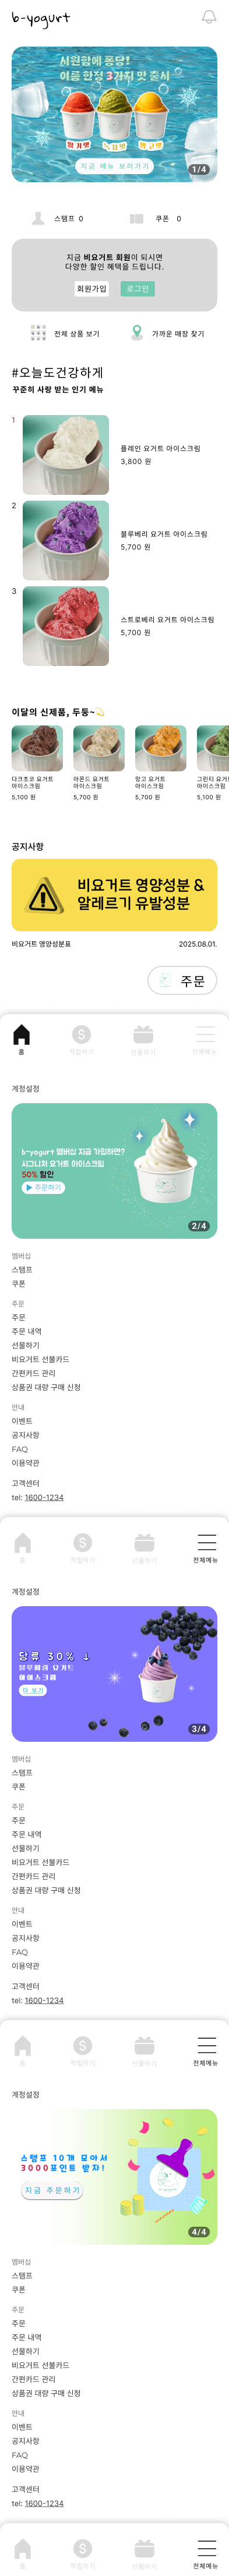 b-yogurt
시원함에 퐁당!
여름 한정 3가지 맛 출시
딸기맛 녹차맛 망고맛
지금 메뉴 보러가기
1/4
스탬프 0 쿠폰 0
지금 비요거트 회원이 되시면
다양한 할인 혜택을 드립니다.
회원가입 로그인
전체 상품 보기 가까운 매장 찾기
#오늘도건강하게
꾸준히 사랑 받는 인기 메뉴
1
플레인 요거트 아이스크림
3,800 원
2
블루베리 요거트 아이스크림
5,700 원
3
스트로베리 요거트 아이스크림
5,700 원
이달의 신제품, 두둥~💫
다크초코 요거트 아몬드 요거트 망고 요거트 그린티 요거
아이스크림 아이스크림 아이스크림 아이스크림
5,100 원 5,700 원 5,700 원 5,100 원
공지사항
비요거트 영양성분 &
알레르기 유발성분
비요거트 영양성분표 2025.08.01.
주문
홈 적립하기 선물하기 전체메뉴
계정설정
b-yogurt 멤버십 지금 가입하면?
시그니처 요거트 아이스크림
50% 할인
▶ 주문하기
2/4
멤버십
스탬프
쿠폰
주문
주문
주문 내역
선물하기
비요거트 선불카드
간편카드 관리
상품권 대량 구매 신청
안내
이벤트
공지사항
FAQ
이용약관
고객센터
tel: 1600-1234
홈 적립하기 선물하기 전체메뉴
계정설정
당류 30% ↓
블루베리 요거트
아이스크림
더 보기
3/4
멤버십
스탬프
쿠폰
주문
주문
주문 내역
선물하기
비요거트 선불카드
간편카드 관리
상품권 대량 구매 신청
안내
이벤트
공지사항
FAQ
이용약관
고객센터
tel: 1600-1234
홈 적립하기 선물하기 전체메뉴
계정설정
스탬프 10개 모아서
3000포인트 받자!
지금 주문하기
4/4
멤버십
스탬프
쿠폰
주문
주문
주문 내역
선물하기
비요거트 선불카드
간편카드 관리
상품권 대량 구매 신청
안내
이벤트
공지사항
FAQ
이용약관
고객센터
tel: 1600-1234
홈 적립하기 선물하기 전체메뉴